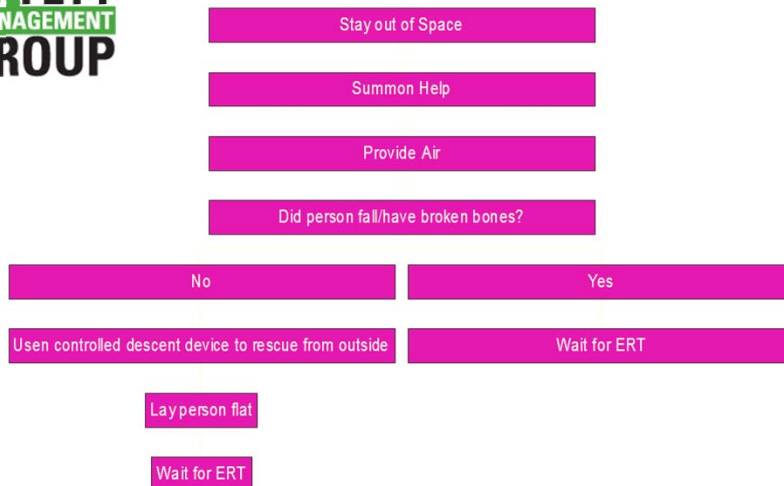 NAGEMENT
ROUP
Stay out of Space
Summon Help
Provide Air
Did person fall/have broken bones?
No
Yes
Usen controlled descent device to rescue from outside
Wait for ERT
Lay person flat
Wait for ERT